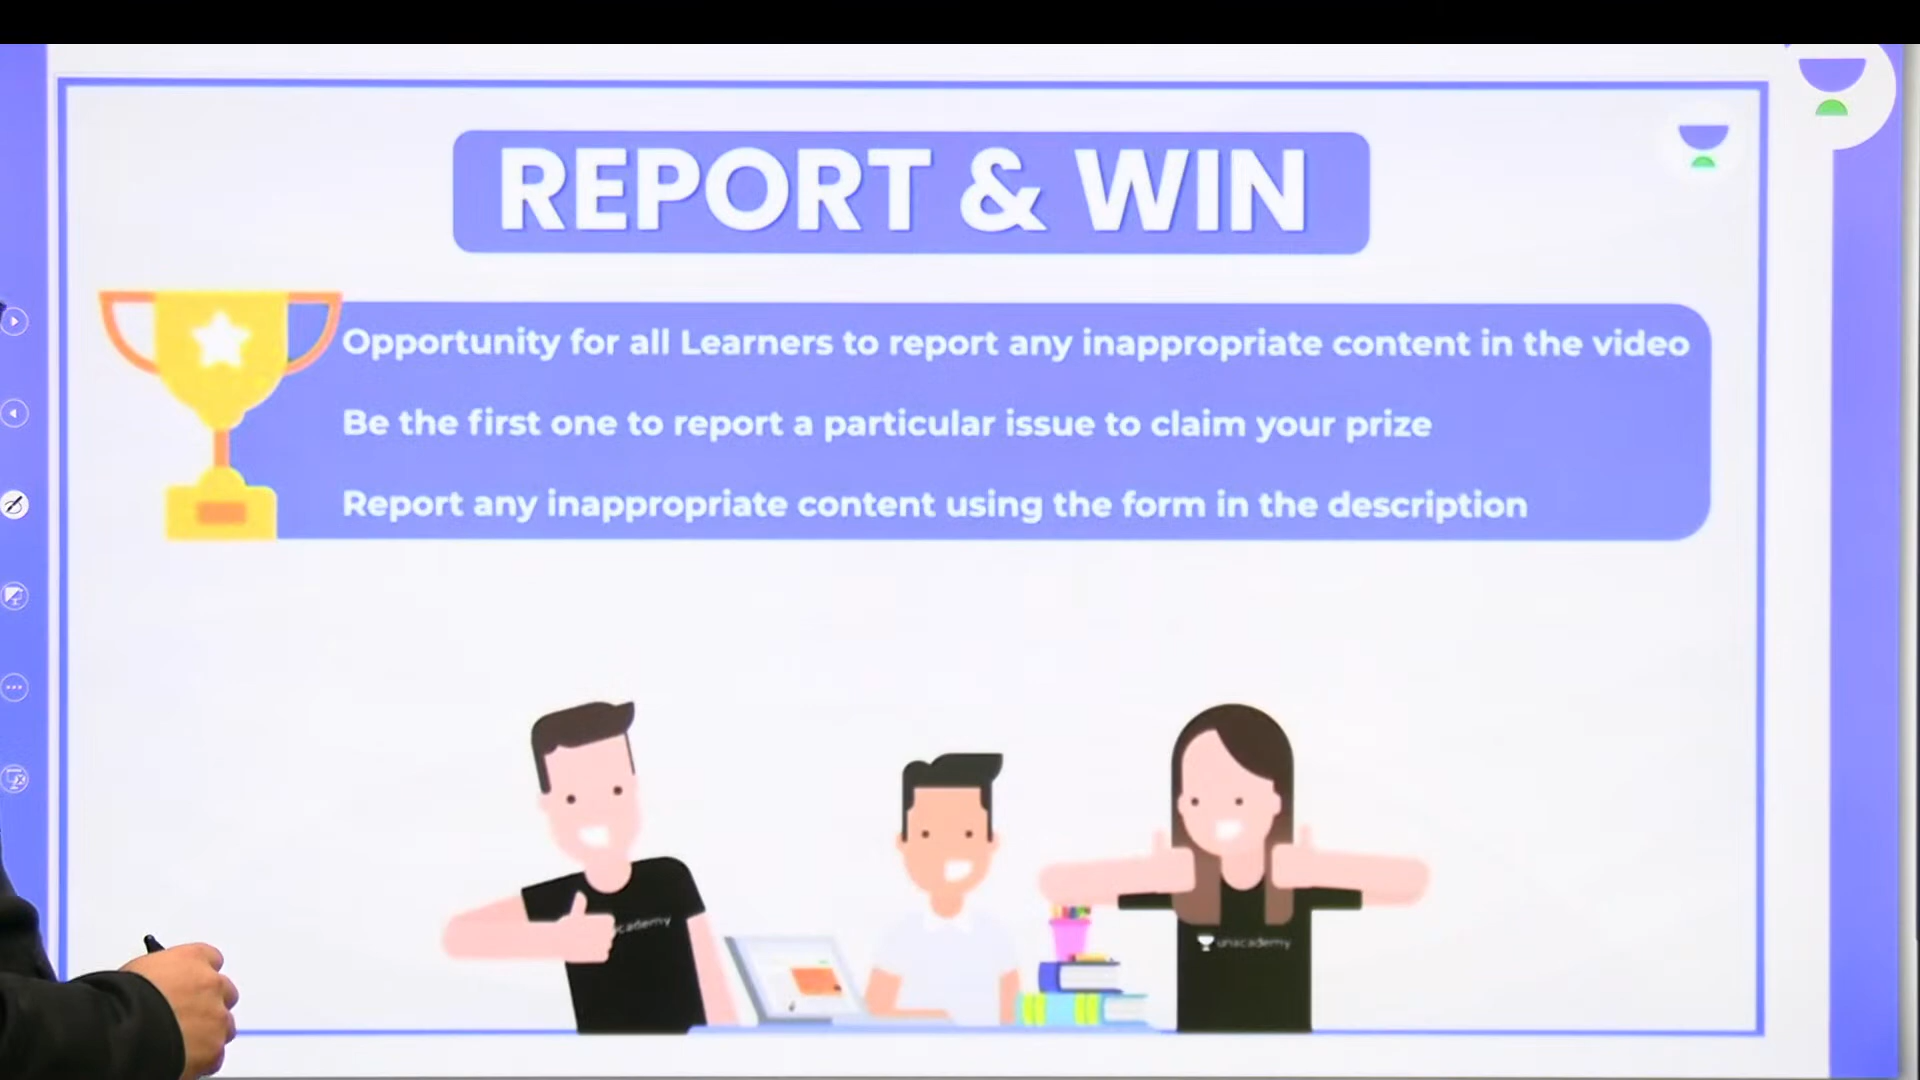 REPORT & WIN
Opportunity for all Learners to report any inappropriate content in the video
Be the first one to report a particular issue to claim your prize
Report any inappropriate content using the form in the description
unacademy